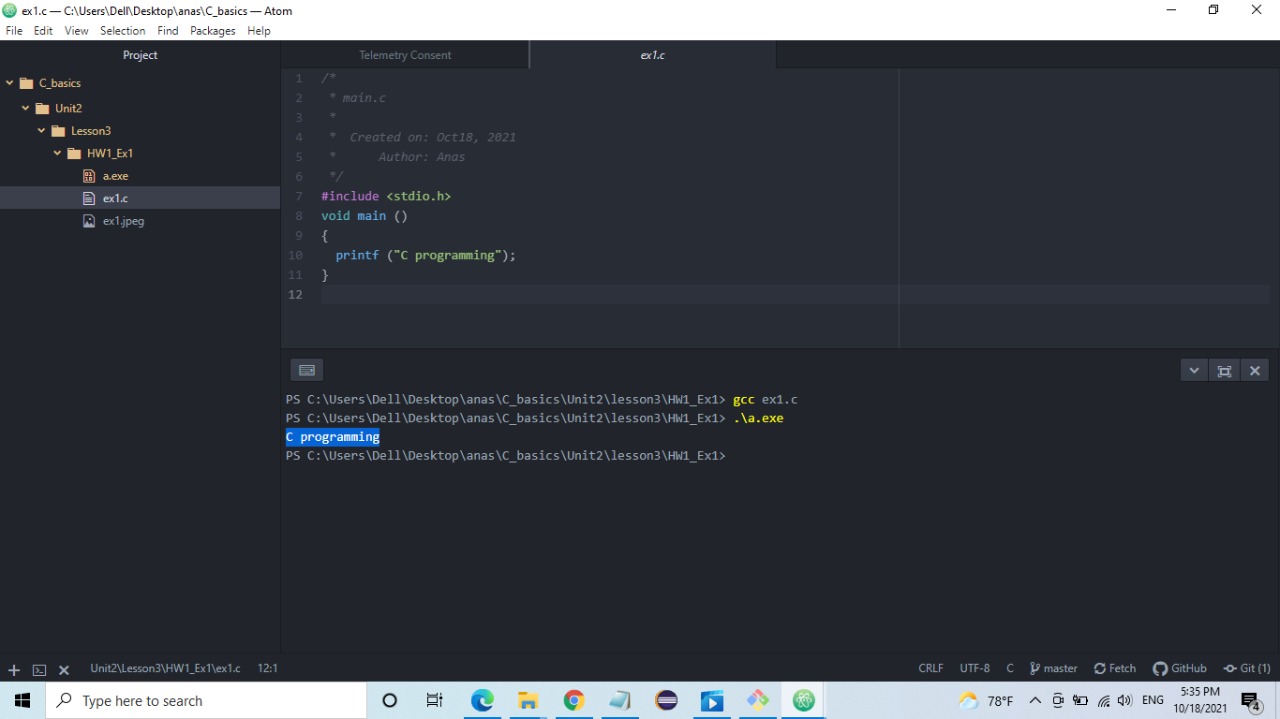 ex1.c — C:\Users\Dell\Desktop\anas\C_basics — Atom
File Edit View Selection Find Packages Help
Project
Telemetry Consent
ex1.c
C_basics
Unit2
Lesson3
HW1_Ex1
a.exe
ex1.c
ex1.jpeg
1 /*
2 * main.c
3 *
4 * Created on: Oct18, 2021
5 * Author: Anas
6 */
7 #include <stdio.h>
8 void main ()
9 {
10 printf ("C programming");
11 }
12
PS C:\Users\Dell\Desktop\anas\C_basics\Unit2\lesson3\HW1_Ex1> gcc ex1.c
PS C:\Users\Dell\Desktop\anas\C_basics\Unit2\lesson3\HW1_Ex1> .\a.exe
C programming
PS C:\Users\Dell\Desktop\anas\C_basics\Unit2\lesson3\HW1_Ex1>
Unit2\Lesson3\HW1_Ex1\ex1.c 12:1
CRLF UTF-8 C master Fetch GitHub Git (1)
Type here to search
78°F ENG
5:35 PM
10/18/2021
4